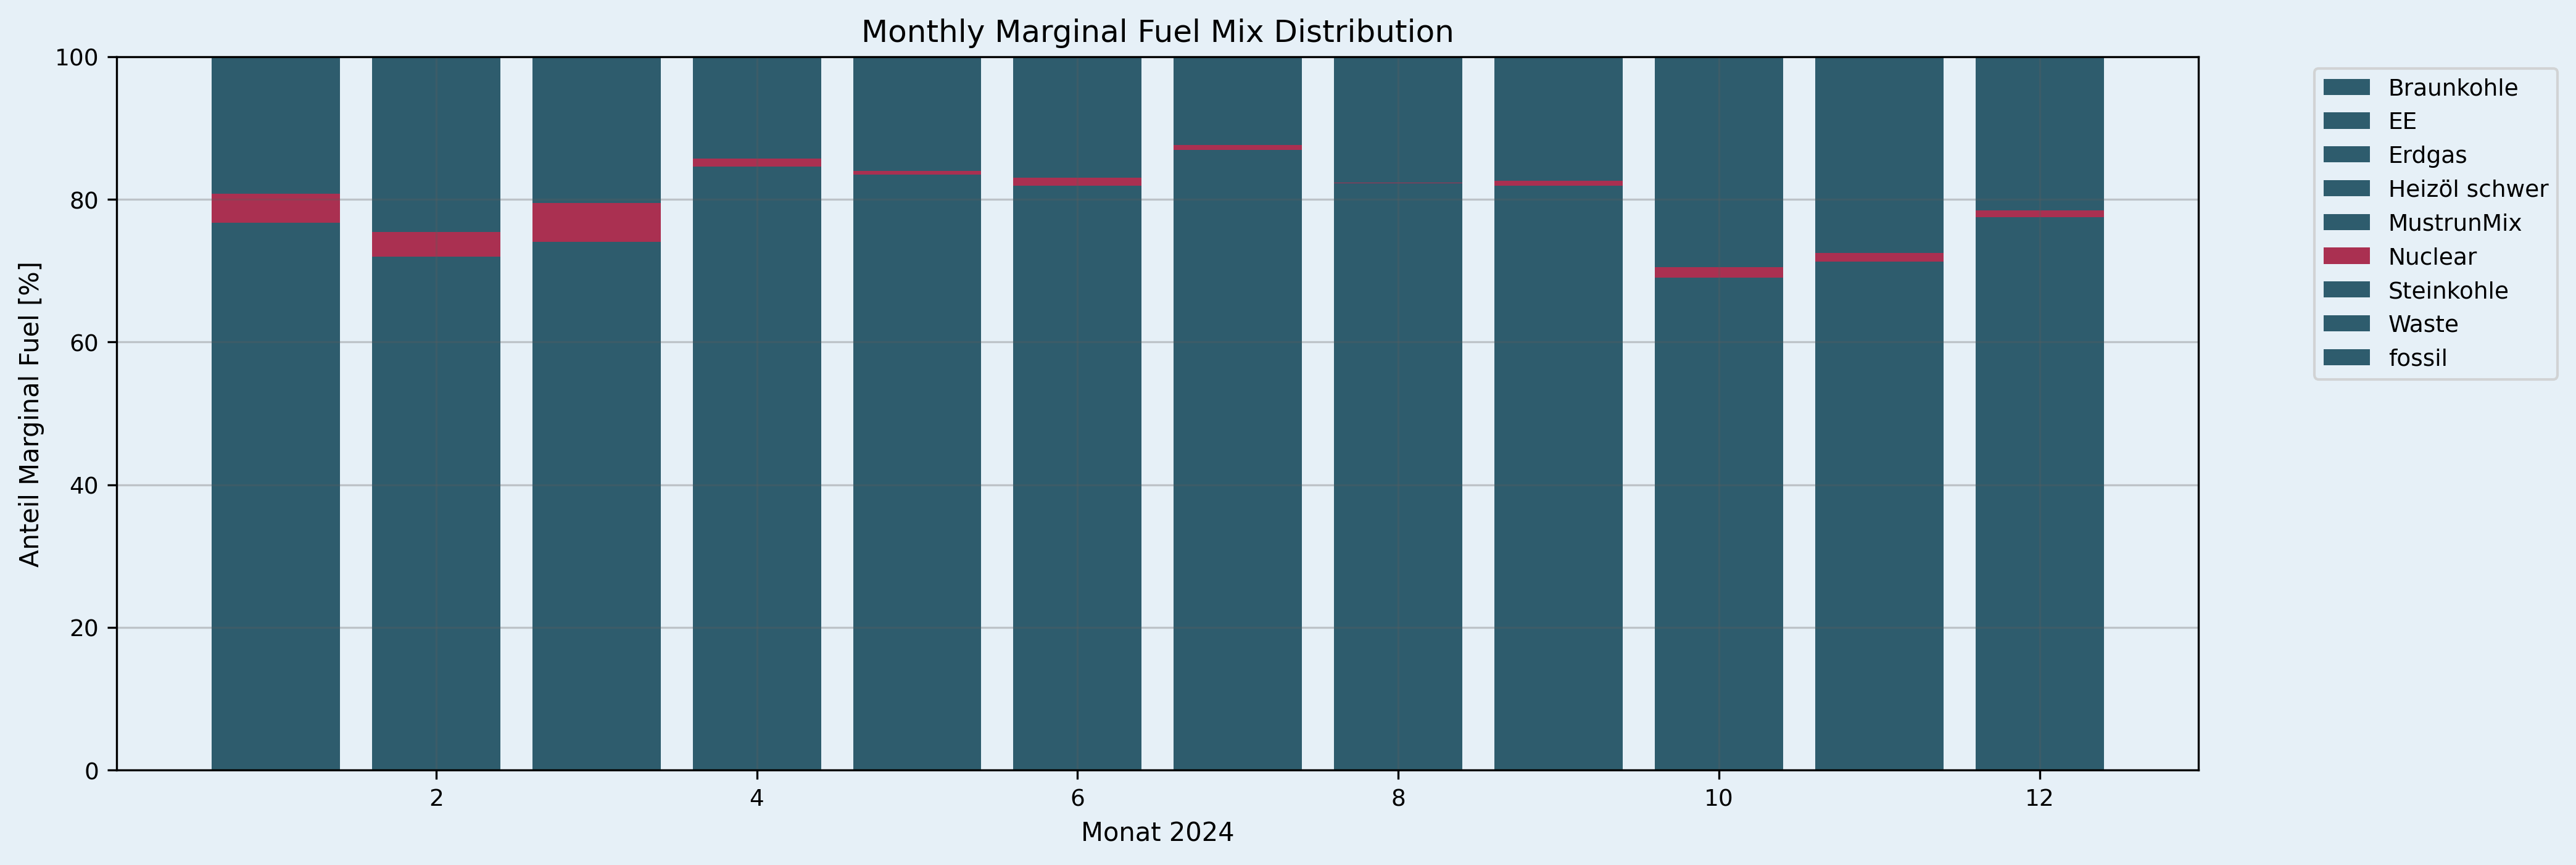 Monthly Marginal Fuel Mix Distribution
Anteil Marginal Fuel [%]
100
80
60
40
20
0
2 4 6 8 10 12
Monat 2024
Braunkohle
EE
Erdgas
Heizöl schwer
MustrunMix
Nuclear
Steinkohle
Waste
fossil